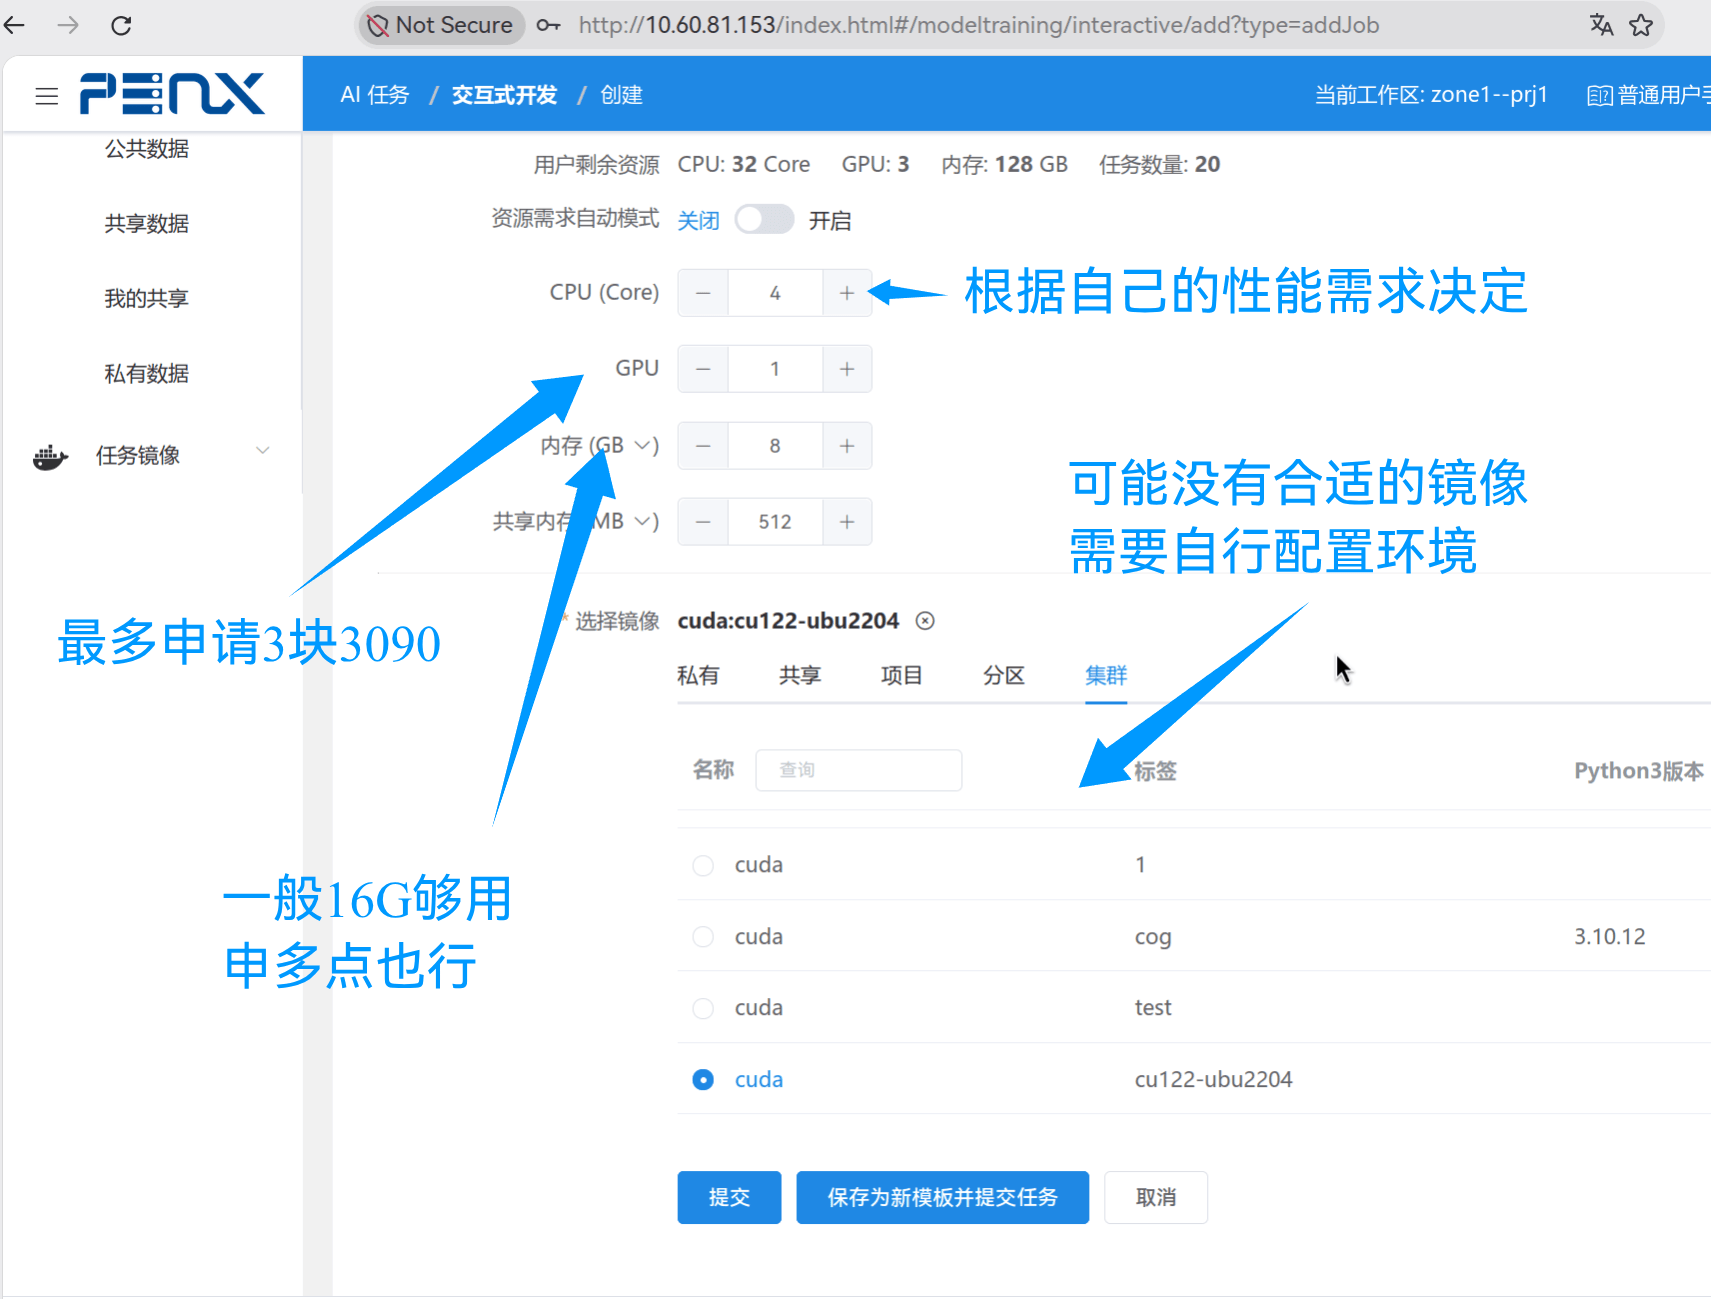 Not Secure http://10.60.81.153/index.html#/modeltraining/interactive/add?type=addJob
PENX
AI 任务 / 交互式开发 / 创建
当前工作区: zone1--prj1
普通用户手
公共数据
共享数据
我的共享
私有数据
任务镜像
用户剩余资源 CPU: 32 Core GPU: 3 内存: 128 GB 任务数量: 20
资源需求自动模式 关闭 开启
CPU (Core) − 4 +
根据自己的性能需求决定
GPU − 1 +
内存 (GB) − 8 +
共享内存 MB ) − 512 +
可能没有合适的镜像
需要自行配置环境
最多申请3块3090
一般16G够用
申多点也行
* 选择镜像 cuda:cu122-ubu2204
私有 共享 项目 分区 集群
名称 查询 标签 Python3版本
cuda 1
cuda cog 3.10.12
cuda test
cuda cu122-ubu2204
提交 保存为新模板并提交任务 取消